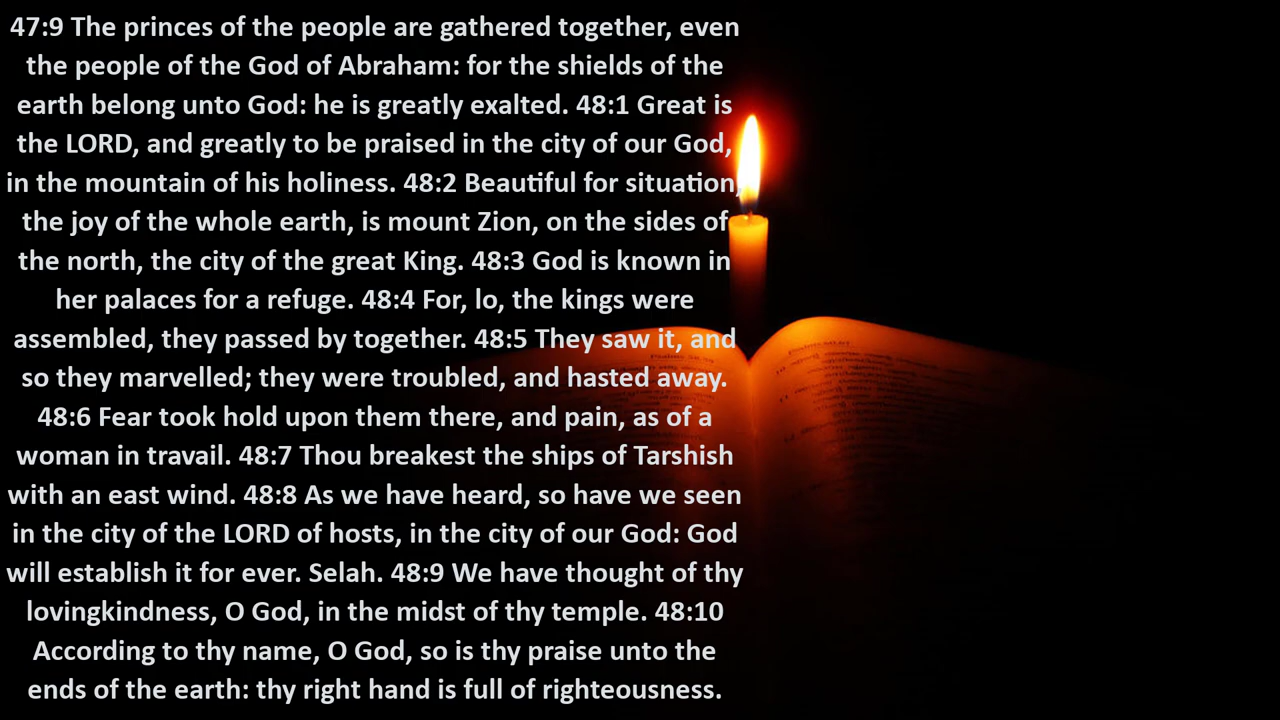 47:9 The princes of the people are gathered together, even
the people of the God of Abraham: for the shields of the
earth belong unto God: he is greatly exalted. 48:1 Great is
the LORD, and greatly to be praised in the city of our God,
in the mountain of his holiness. 48:2 Beautiful for situation,
the joy of the whole earth, is mount Zion, on the sides of
the north, the city of the great King. 48:3 God is known in
her palaces for a refuge. 48:4 For, lo, the kings were
assembled, they passed by together. 48:5 They saw it, and
so they marvelled; they were troubled, and hasted away.
48:6 Fear took hold upon them there, and pain, as of a
woman in travail. 48:7 Thou breakest the ships of Tarshish
with an east wind. 48:8 As we have heard, so have we seen
in the city of the LORD of hosts, in the city of our God: God
will establish it for ever. Selah. 48:9 We have thought of thy
lovingkindness, O God, in the midst of thy temple. 48:10
According to thy name, O God, so is thy praise unto the
ends of the earth: thy right hand is full of righteousness.